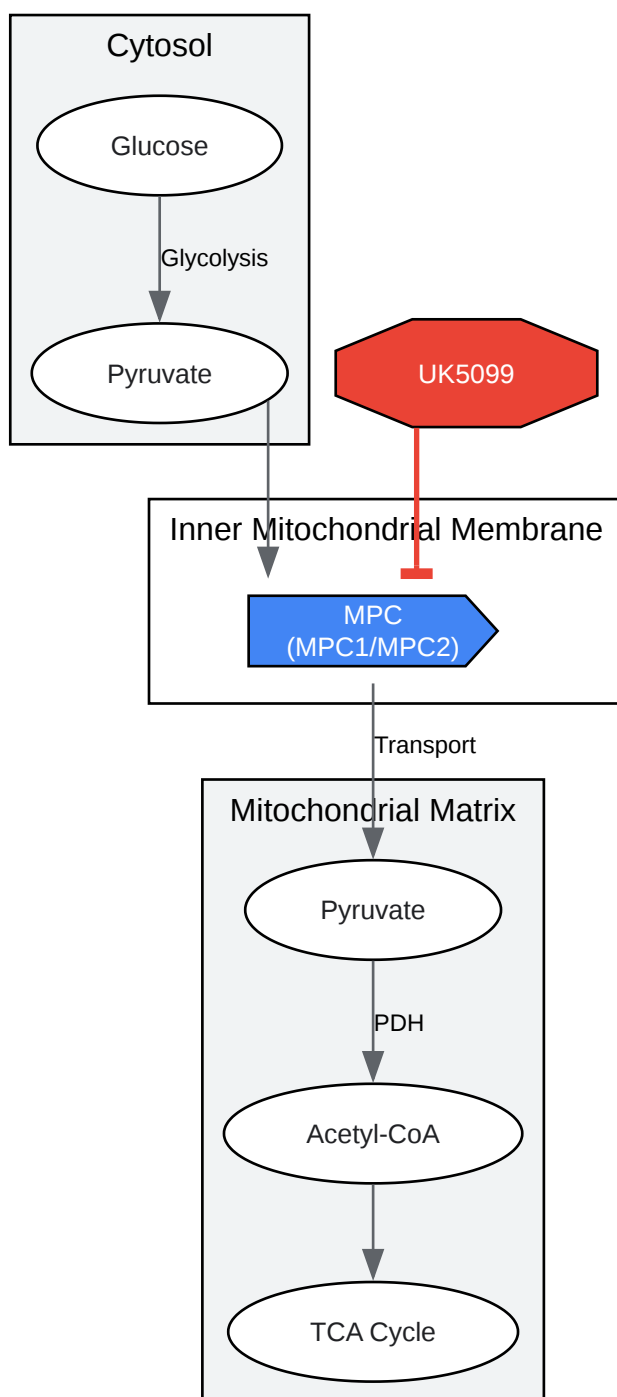 Cytosol
Glucose
Glycolysis
Pyruvate
UK5099
Inner Mitochondrial Membrane
MPC
(MPC1/MPC2)
Transport
Mitochondrial Matrix
Pyruvate
PDH
Acetyl-CoA
TCA Cycle